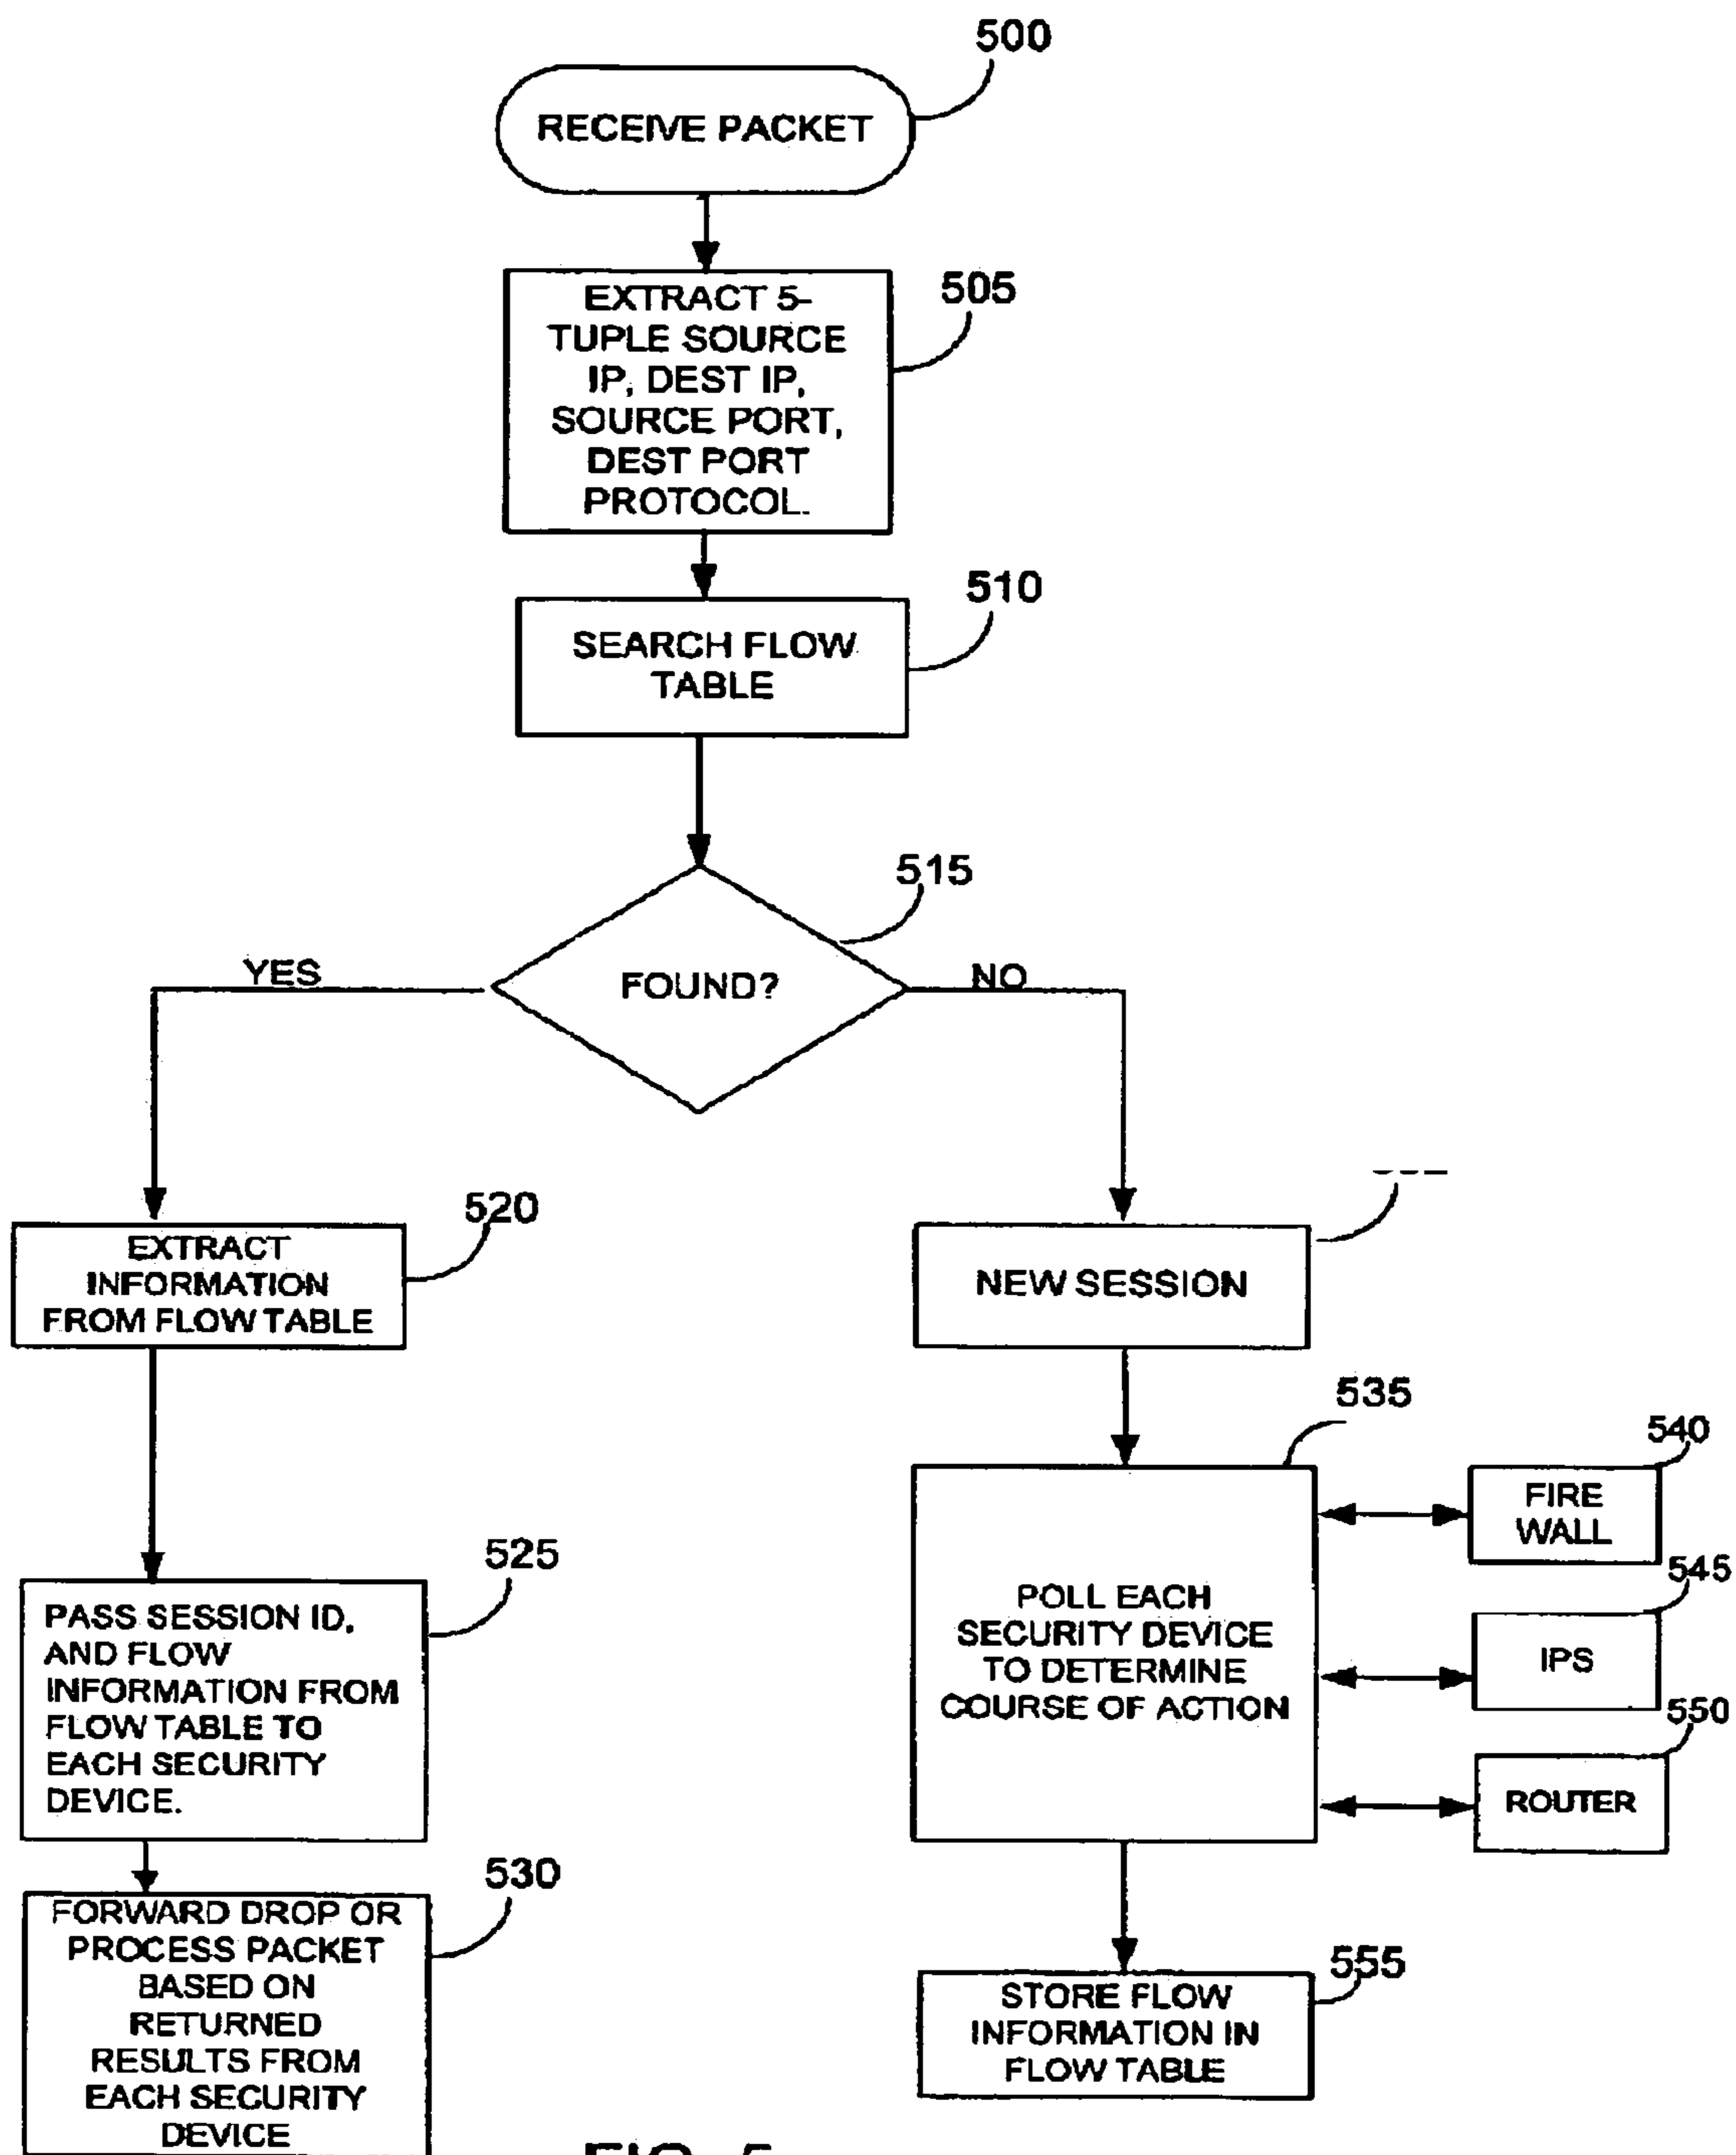 500
RECEIVE PACKET
505
EXTRACT 5-
TUPLE SOURCE
IP, DEST IP,
SOURCE PORT,
DEST PORT
PROTOCOL.
510
SEARCH FLOW
TABLE
515
FOUND?
YES
NO
520
EXTRACT
INFORMATION
FROM FLOW TABLE
NEW SESSION
525
PASS SESSION ID,
AND FLOW
INFORMATION FROM
FLOW TABLE TO
EACH SECURITY
DEVICE.
530
FORWARD DROP OR
PROCESS PACKET
BASED ON
RETURNED
RESULTS FROM
EACH SECURITY
DEVICE
535
POLL EACH
SECURITY DEVICE
TO DETERMINE
COURSE OF ACTION
540
FIRE
WALL
545
IPS
550
ROUTER
555
STORE FLOW
INFORMATION IN
FLOW TABLE
FIG. 5